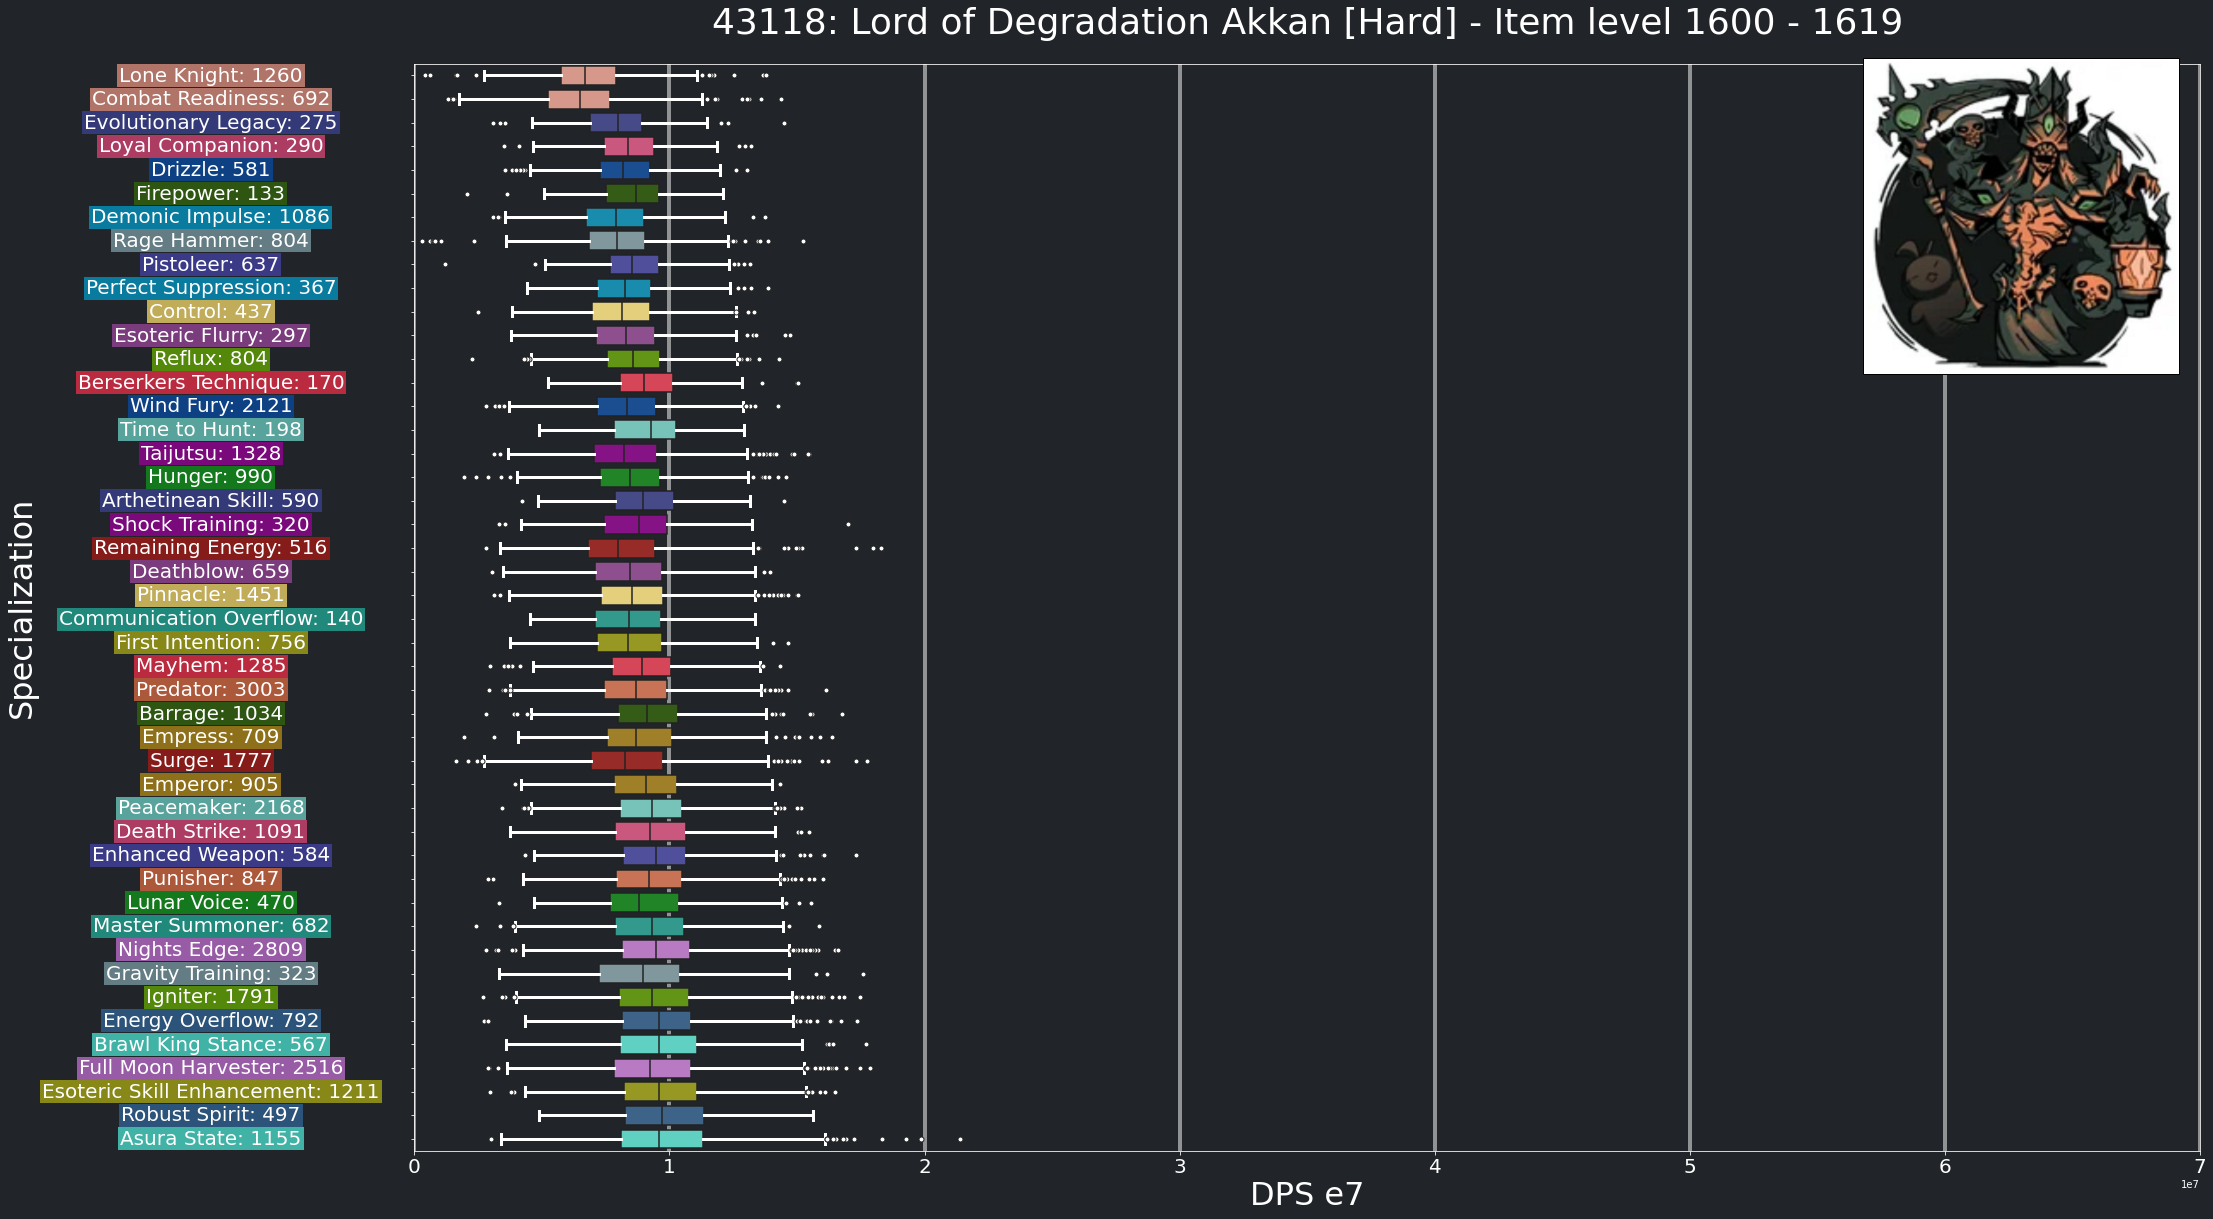 43118: Lord of Degradation Akkan [Hard] - Item level 1600 - 1619
Specialization
Lone Knight: 1260
Combat Readiness: 692
Evolutionary Legacy: 275
Loyal Companion: 290
Drizzle: 581
Firepower: 133
Demonic Impulse: 1086
Rage Hammer: 804
Pistoleer: 637
Perfect Suppression: 367
Control: 437
Esoteric Flurry: 297
Reflux: 804
Berserkers Technique: 170
Wind Fury: 2121
Time to Hunt: 198
Taijutsu: 1328
Hunger: 990
Arthetinean Skill: 590
Shock Training: 320
Remaining Energy: 516
Deathblow: 659
Pinnacle: 1451
Communication Overflow: 140
First Intention: 756
Mayhem: 1285
Predator: 3003
Barrage: 1034
Empress: 709
Surge: 1777
Emperor: 905
Peacemaker: 2168
Death Strike: 1091
Enhanced Weapon: 584
Punisher: 847
Lunar Voice: 470
Master Summoner: 682
Nights Edge: 2809
Gravity Training: 323
Igniter: 1791
Energy Overflow: 792
Brawl King Stance: 567
Full Moon Harvester: 2516
Esoteric Skill Enhancement: 1211
Robust Spirit: 497
Asura State: 1155
0 1 2 3 4 5 6 7
1e7
DPS e7